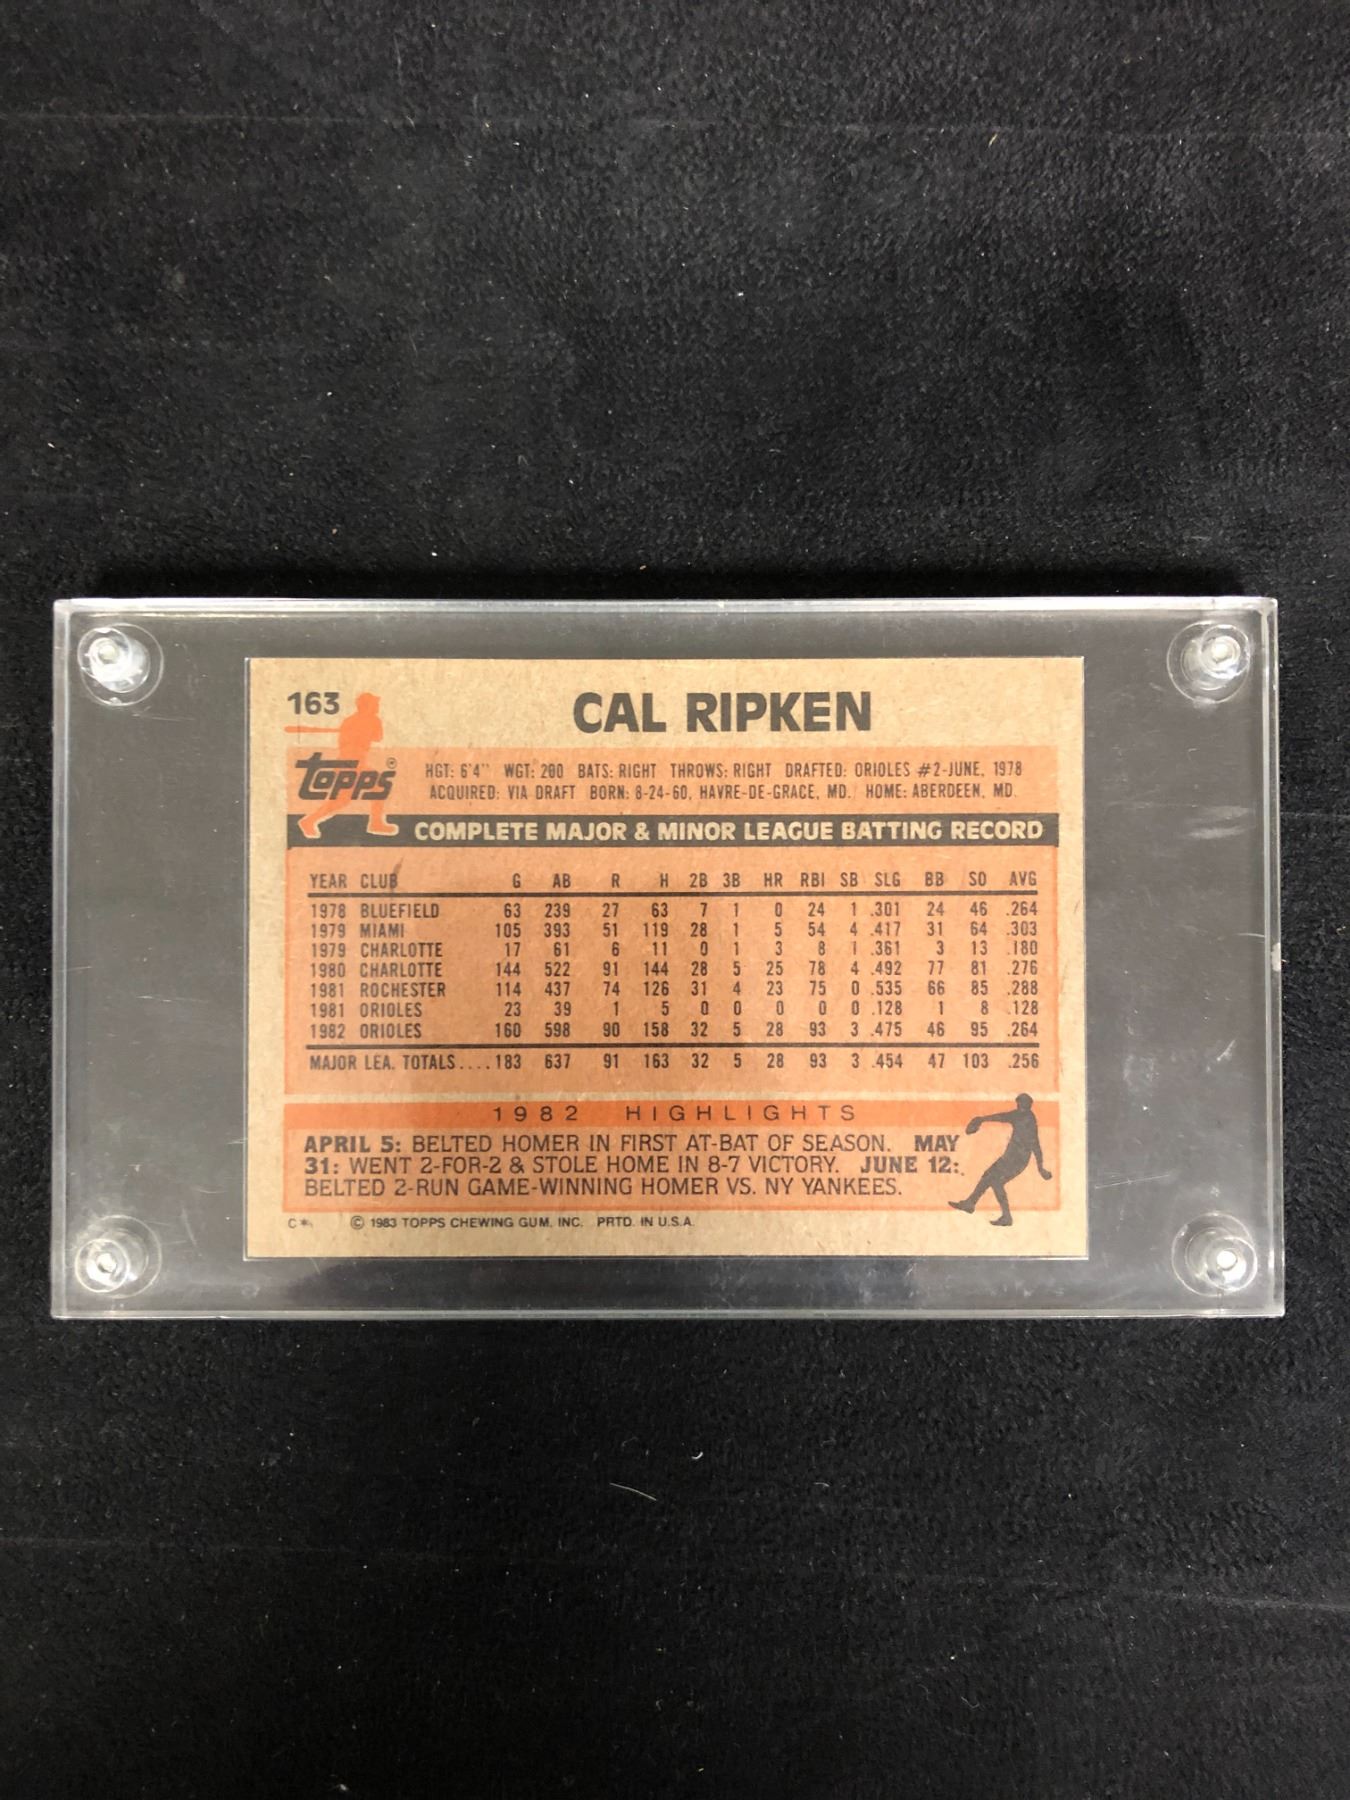 163
CAL RIPKEN
Topps®
HGT: 6'4" WGT: 200 BATS: RIGHT THROWS: RIGHT DRAFTED: ORIOLES #2-JUNE, 1978
ACQUIRED: VIA DRAFT BORN: 8-24-60, HAVRE-DE-GRACE, MD. HOME: ABERDEEN, MD.
COMPLETE MAJOR & MINOR LEAGUE BATTING RECORD
YEAR CLUB G AB R H 2B 3B HR RBI SB SLG BB SO AVG
1978 BLUEFIELD 63 239 27 63 7 1 0 24 1 .301 24 46 .264
1979 MIAMI 105 393 51 119 28 1 5 54 4 .417 31 64 .303
1979 CHARLOTTE 17 61 6 11 0 1 3 8 1 .361 3 13 .180
1980 CHARLOTTE 144 522 91 144 28 5 25 78 4 .492 77 81 .276
1981 ROCHESTER 114 437 74 126 31 4 23 75 0 .535 66 85 .288
1981 ORIOLES 23 39 1 5 0 0 0 0 0 .128 1 8 .128
1982 ORIOLES 160 598 90 158 32 5 28 93 3 .475 46 95 .264
MAJOR LEA. TOTALS.... 183 637 91 163 32 5 28 93 3 .454 47 103 .256
1982 HIGHLIGHTS
APRIL 5: BELTED HOMER IN FIRST AT-BAT OF SEASON. MAY
31: WENT 2-FOR-2 & STOLE HOME IN 8-7 VICTORY. JUNE 12:
BELTED 2-RUN GAME-WINNING HOMER VS. NY YANKEES.
C* © 1983 TOPPS CHEWING GUM, INC. PRTD. IN U.S.A.